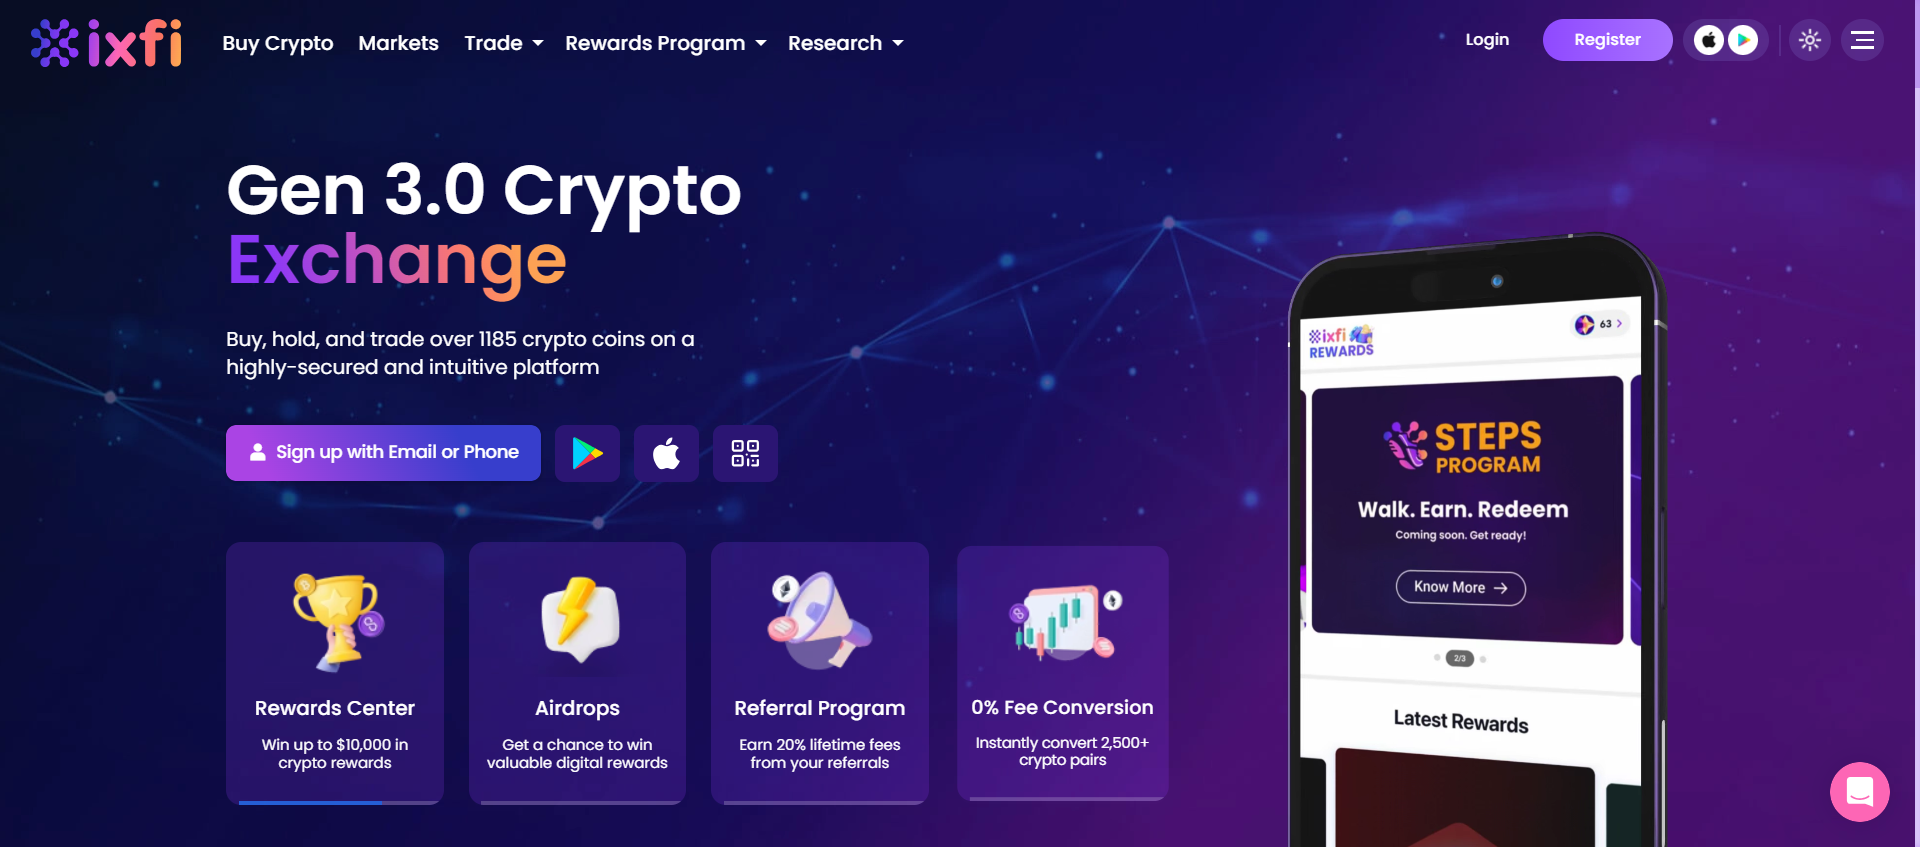 ixfi
Buy Crypto
Markets
Trade
Rewards Program
Research
Login
Register
Gen 3.0 Crypto
Exchange
Buy, hold, and trade over 1185 crypto coins on a
highly-secured and intuitive platform
Sign up with Email or Phone
Rewards Center
Win up to $10,000 in
crypto rewards
Airdrops
Get a chance to win
valuable digital rewards
Referral Program
Earn 20% lifetime fees
from your referrals
0% Fee Conversion
Instantly convert 2,500+
crypto pairs
ixfi
REWARDS
63
STEPS
PROGRAM
Walk. Earn. Redeem
Coming soon. Get ready!
Know More
2/3
Latest Rewards